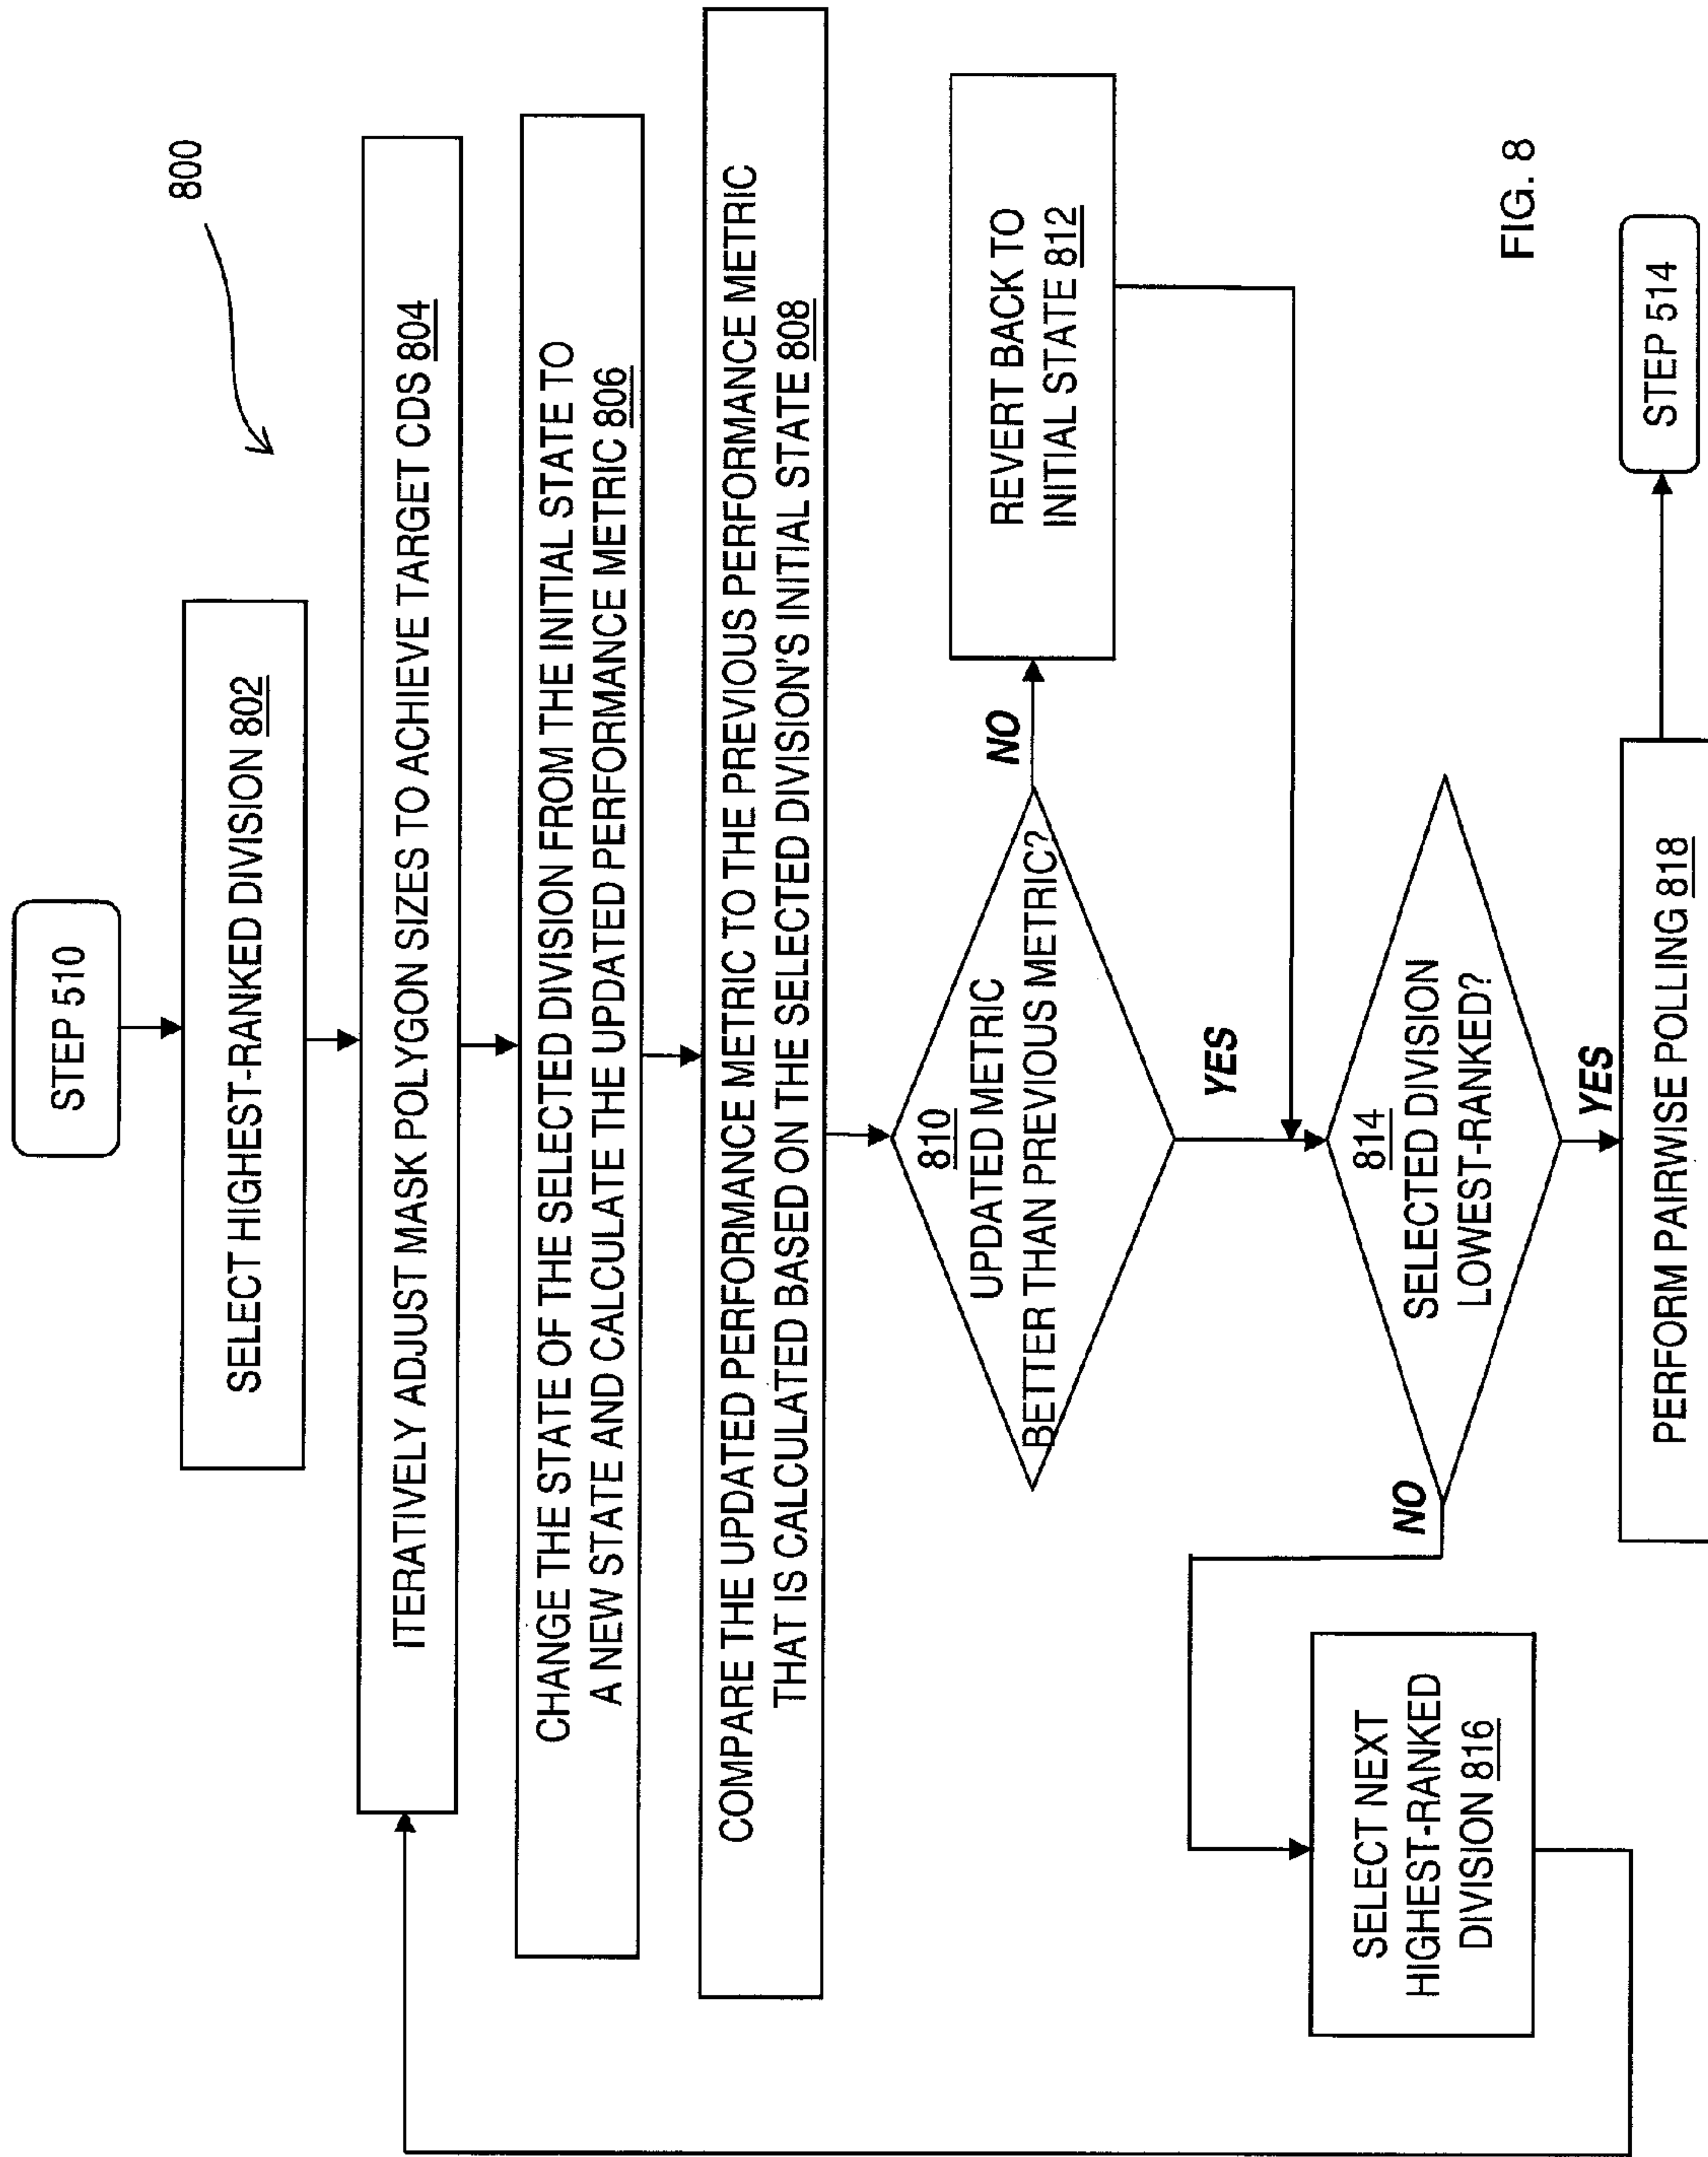 800
STEP 510
SELECT HIGHEST-RANKED DIVISION 802
ITERATIVELY ADJUST MASK POLYGON SIZES TO ACHIEVE TARGET CDS 804
CHANGE THE STATE OF THE SELECTED DIVISION FROM THE INITIAL STATE TO
A NEW STATE AND CALCULATE THE UPDATED PERFORMANCE METRIC 806
COMPARE THE UPDATED PERFORMANCE METRIC TO THE PREVIOUS PERFORMANCE METRIC
THAT IS CALCULATED BASED ON THE SELECTED DIVISION'S INITIAL STATE 808
810
UPDATED METRIC
BETTER THAN PREVIOUS METRIC?
NO
REVERT BACK TO
INITIAL STATE 812
YES
814
SELECTED DIVISION
LOWEST-RANKED?
NO
SELECT NEXT
HIGHEST-RANKED
DIVISION 816
YES
PERFORM PAIRWISE POLLING 818
STEP 514
FIG. 8